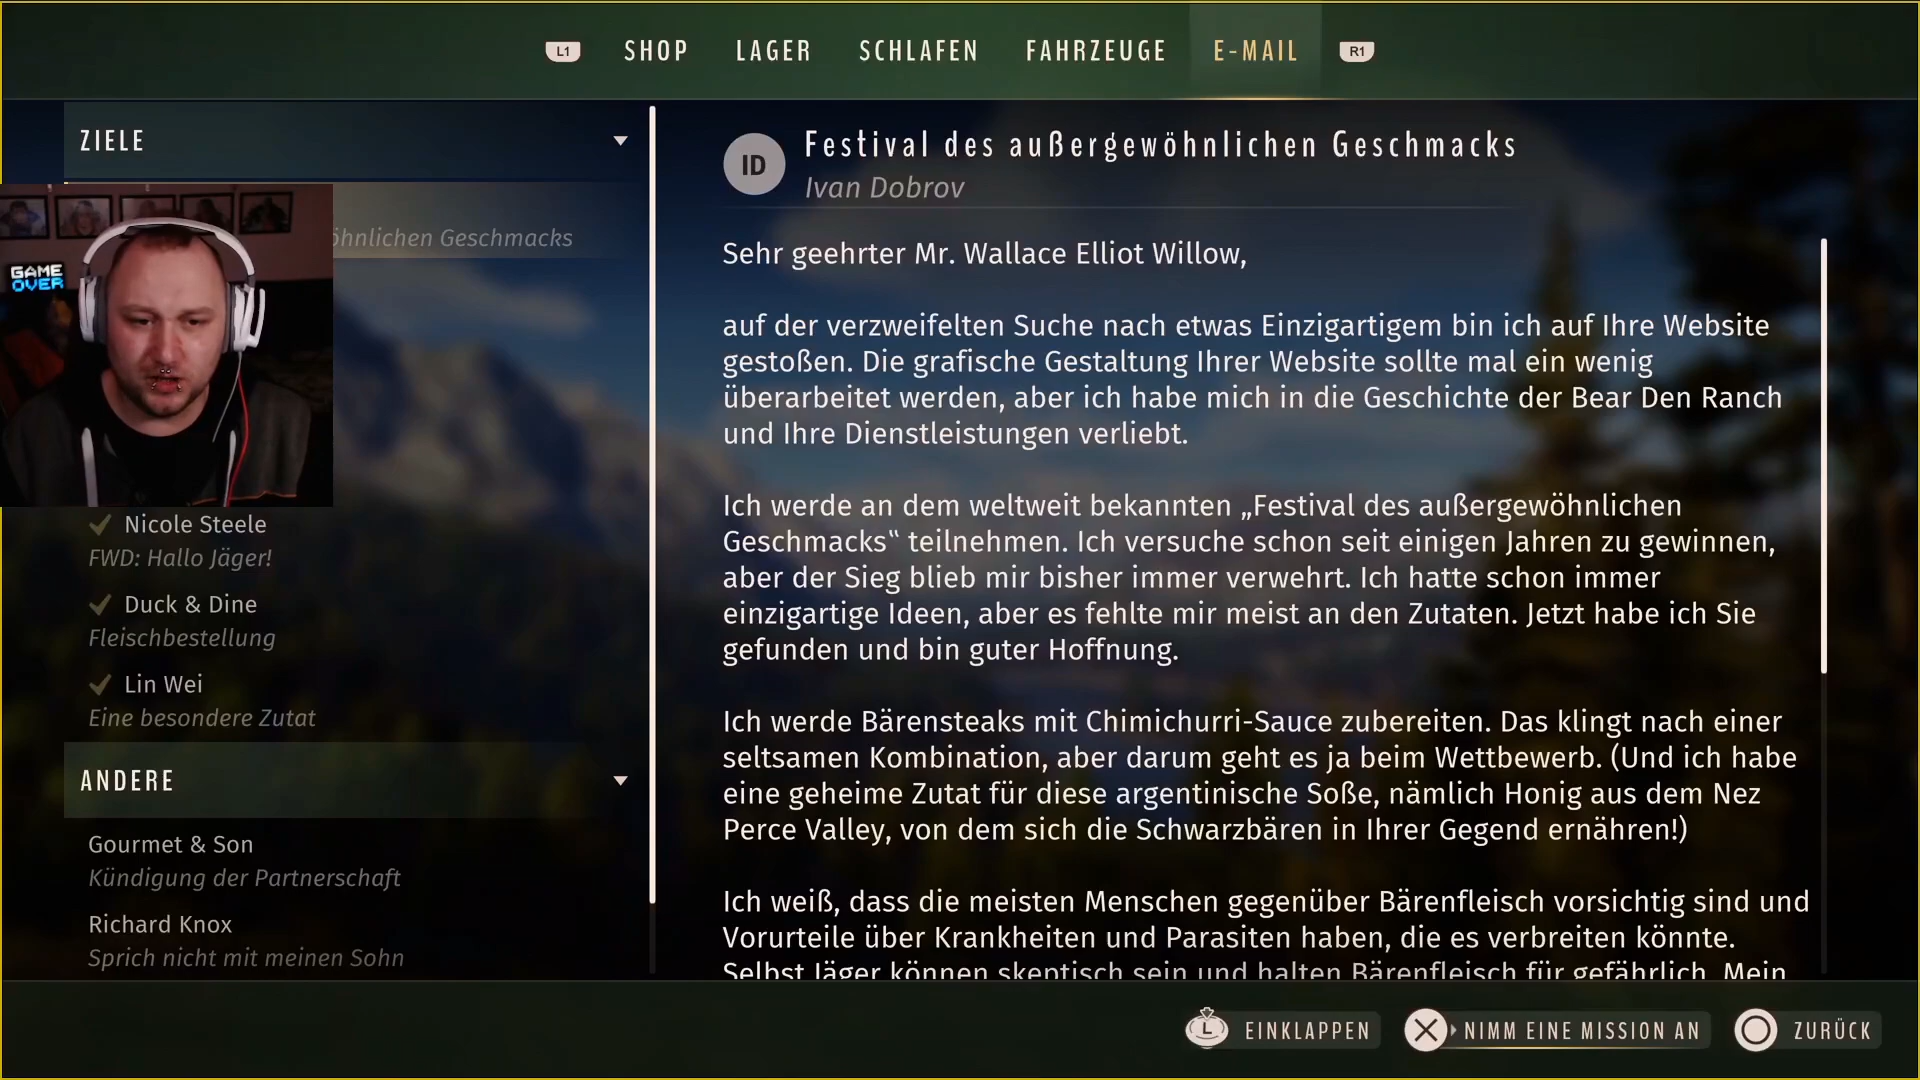 L1 SHOP LAGER SCHLAFEN FAHRZEUGE E-MAIL R1
ZIELE
öhnlichen Geschmacks
GAME
OVER
Nicole Steele
FWD: Hallo Jäger!
Duck & Dine
Fleischbestellung
Lin Wei
Eine besondere Zutat
ANDERE
Gourmet & Son
Kündigung der Partnerschaft
Richard Knox
Sprich nicht mit meinen Sohn
ID
Festival des außergewöhnlichen Geschmacks
Ivan Dobrov
Sehr geehrter Mr. Wallace Elliot Willow,
auf der verzweifelten Suche nach etwas Einzigartigem bin ich auf Ihre Website
gestoßen. Die grafische Gestaltung Ihrer Website sollte mal ein wenig
überarbeitet werden, aber ich habe mich in die Geschichte der Bear Den Ranch
und Ihre Dienstleistungen verliebt.
Ich werde an dem weltweit bekannten „Festival des außergewöhnlichen
Geschmacks‟ teilnehmen. Ich versuche schon seit einigen Jahren zu gewinnen,
aber der Sieg blieb mir bisher immer verwehrt. Ich hatte schon immer
einzigartige Ideen, aber es fehlte mir meist an den Zutaten. Jetzt habe ich Sie
gefunden und bin guter Hoffnung.
Ich werde Bärensteaks mit Chimichurri-Sauce zubereiten. Das klingt nach einer
seltsamen Kombination, aber darum geht es ja beim Wettbewerb. (Und ich habe
eine geheime Zutat für diese argentinische Soße, nämlich Honig aus dem Nez
Perce Valley, von dem sich die Schwarzbären in Ihrer Gegend ernähren!)
Ich weiß, dass die meisten Menschen gegenüber Bärenfleisch vorsichtig sind und
Vorurteile über Krankheiten und Parasiten haben, die es verbreiten könnte.
Selbst Jäger können skeptisch sein und halten Bärenfleisch für gefährlich. Mein
L EINKLAPPEN NIMM EINE MISSION AN ZURÜCK